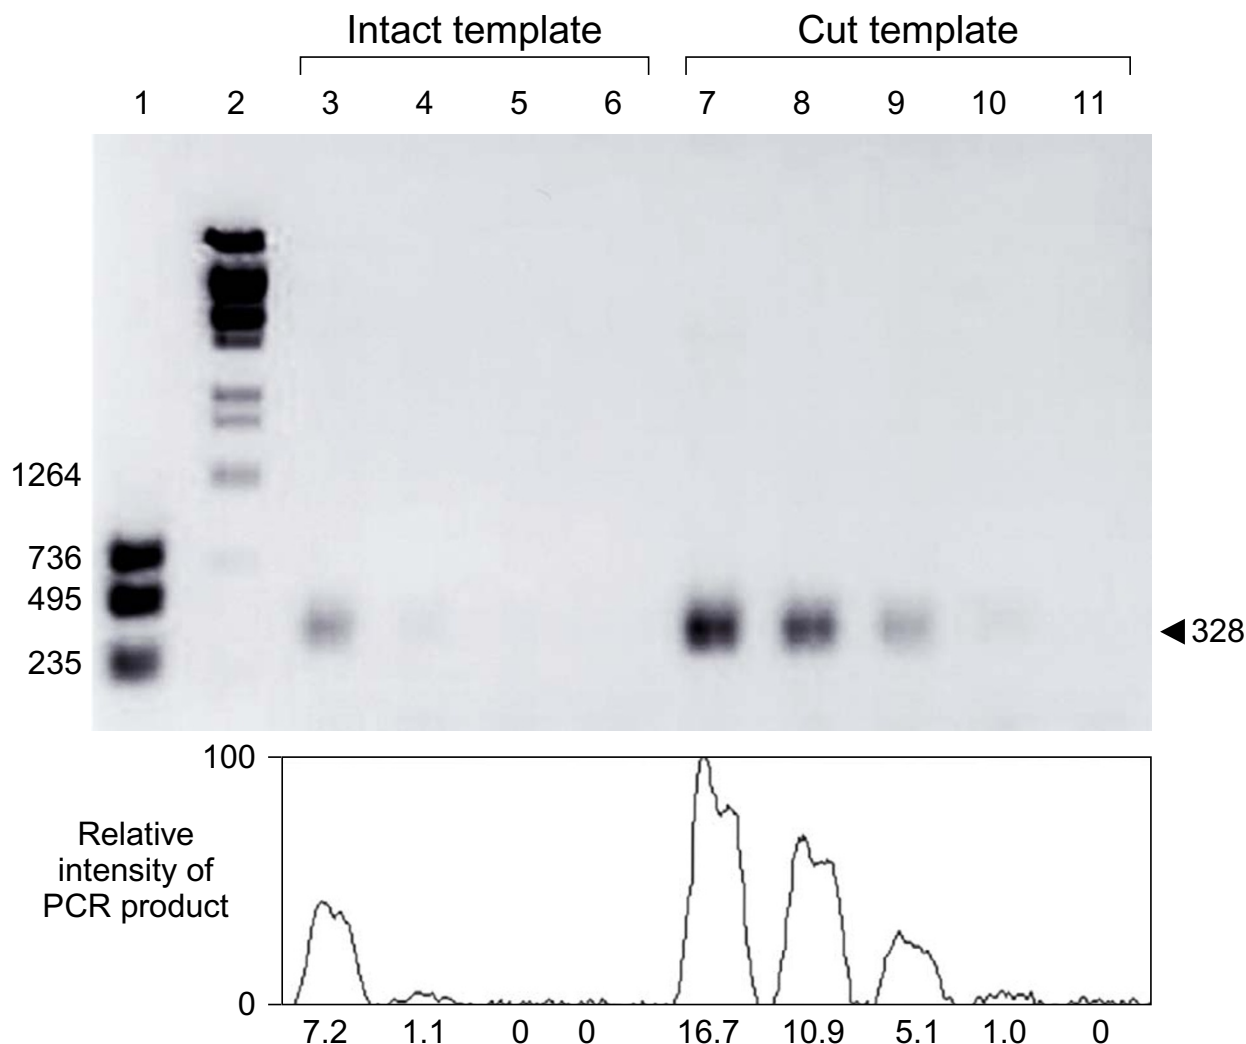 Intact template Cut template
1 2 3 4 5 6 7 8 9 10 11
1264
736
495
328
235
100
Relative
intensity of
PCR product
0
7.2 1.1 0 0 16.7 10.9 5.1 1.0 0